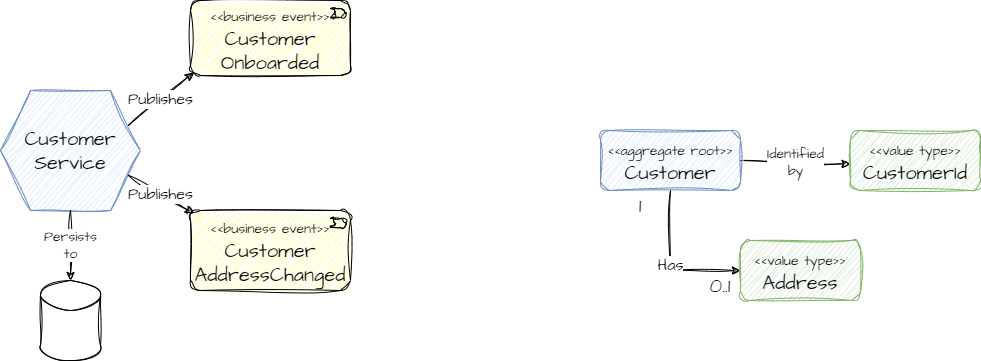 <<business event>>
Customer
Onboarded
Publishes
Customer
Service
Publishes
<<business event>>
Customer
AddressChanged
Persists
to
<<aggregate root>>
Customer
Identified
by
<<value type>>
CustomerId
1
Has
0..1
<<value type>>
Address